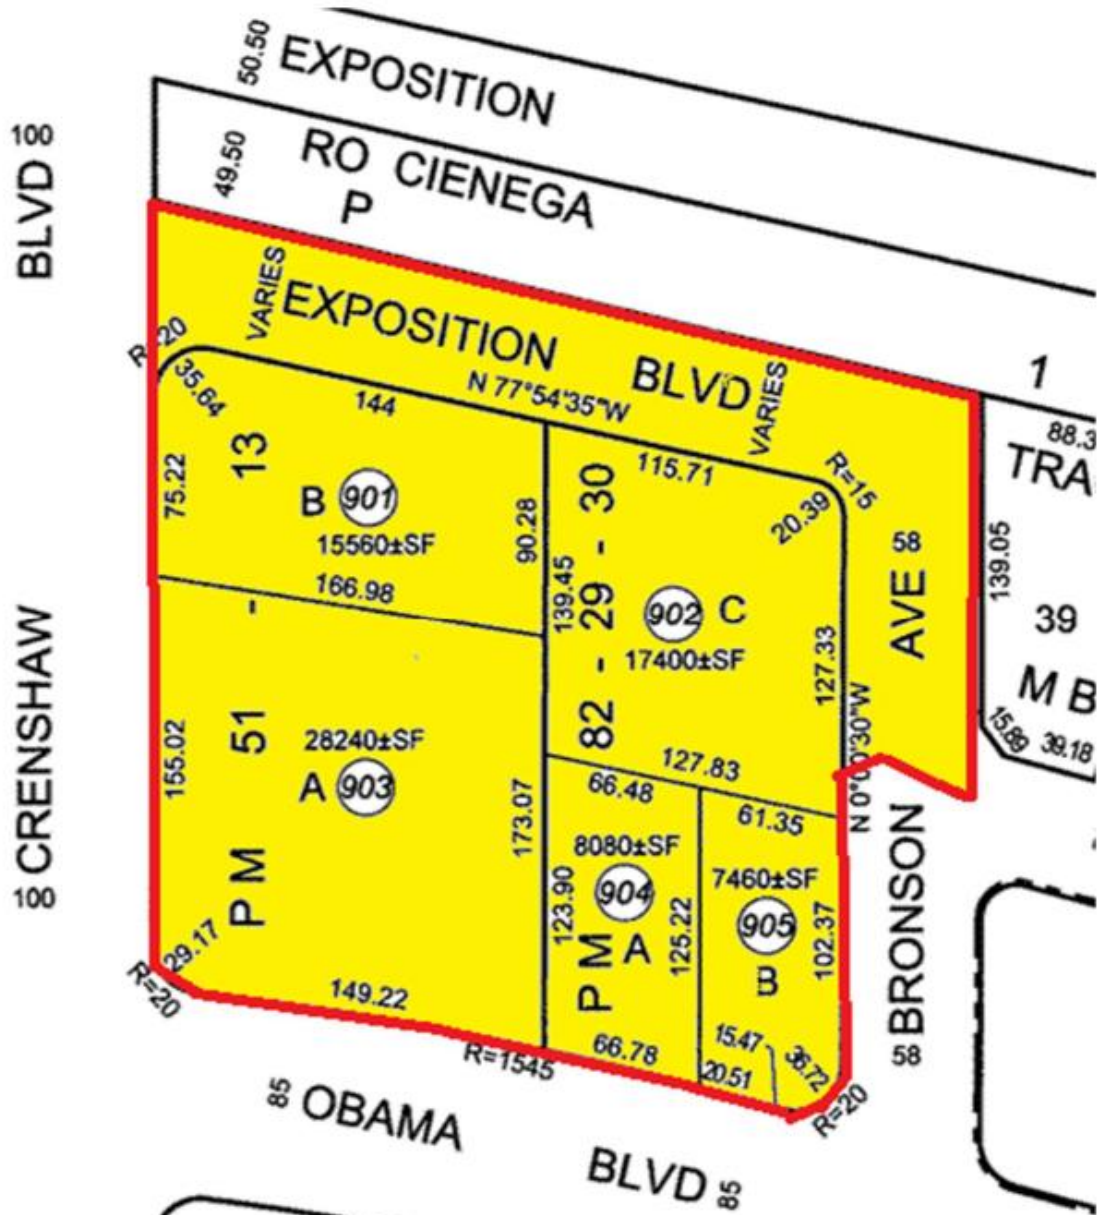 50.50
EXPOSITION
100
BLVD
49.50
RO CIENEGA
P
VARIES
EXPOSITION BLVD
VARIES
1
88.3
TRA
R=20
35.64
N 77°54'35"W
144
115.71
R=15
20.39
13
75.22
B 901
15560±SF
90.28
166.98
139.45
82 - 29 - 30
902 C
17400±SF
58
AVE
139.05
39
M B
127.33
N 0°00'30"W
15.89
39.18
CRENSHAW
100
155.02
P M 51 -
28240±SF
A 903
173.07
127.83
66.48
61.35
8080±SF
904
A
123.90
P M
125.22
7460±SF
905
B
102.37
BRONSON
58
29.17
R=20
149.22
R=1545
66.78
15.47
20.51
36.72
R=20
85 OBAMA BLVD 85